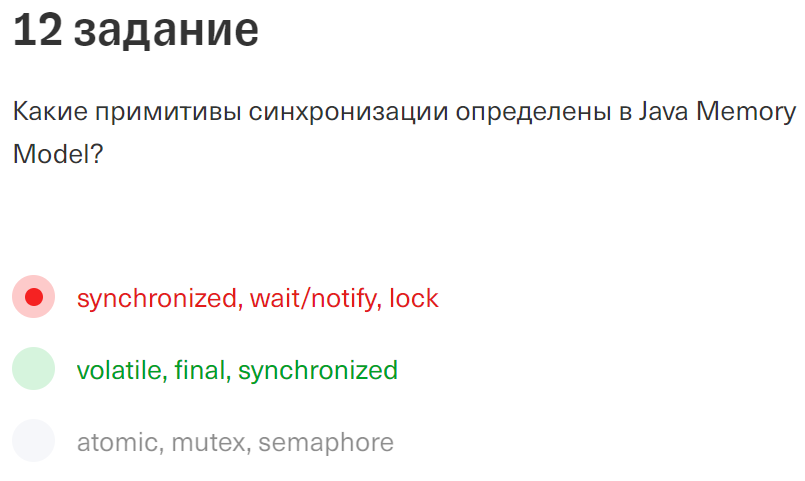 12 задание
Какие примитивы синхронизации определены в Java Memory
Model?
synchronized, wait/notify, lock
volatile, final, synchronized
atomic, mutex, semaphore